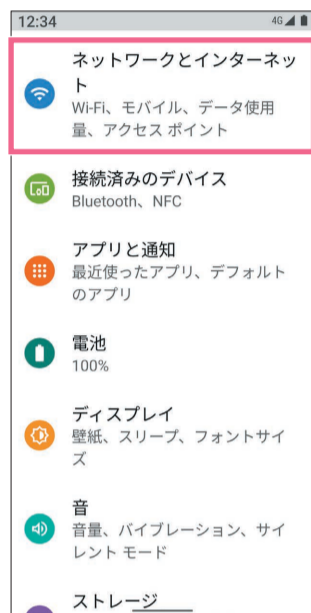 12:34
4G
ネットワークとインターネッ
ト
Wi-Fi、モバイル、データ使用
量、アクセス ポイント
接続済みのデバイス
Bluetooth、NFC
アプリと通知
最近使ったアプリ、デフォルト
のアプリ
電池
100%
ディスプレイ
壁紙、スリープ、フォントサイ
ズ
音
音量、バイブレーション、サイ
レント モード
ストレージ